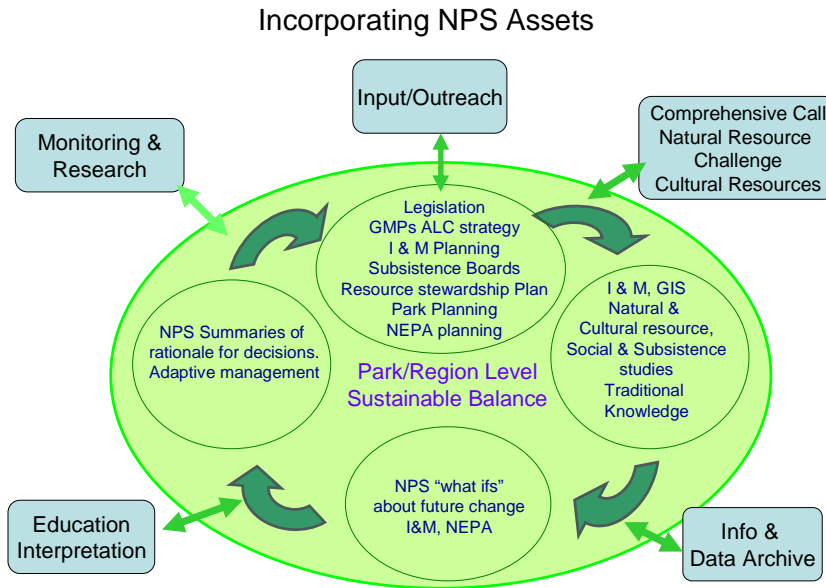 Incorporating NPS Assets
Input/Outreach
Monitoring &
Research
Comprehensive Call
Natural Resource
Challenge
Cultural Resources
Legislation
GMPs ALC strategy
I & M Planning
Subsistence Boards
Resource stewardship Plan
Park Planning
NEPA planning
I & M, GIS
Natural &
Cultural resource,
Social & Subsistence
studies
Traditional
Knowledge
NPS Summaries of
rationale for decisions.
Adaptive management
Park/Region Level
Sustainable Balance
NPS “what ifs”
about future change
I&M, NEPA
Education
Interpretation
Info &
Data Archive